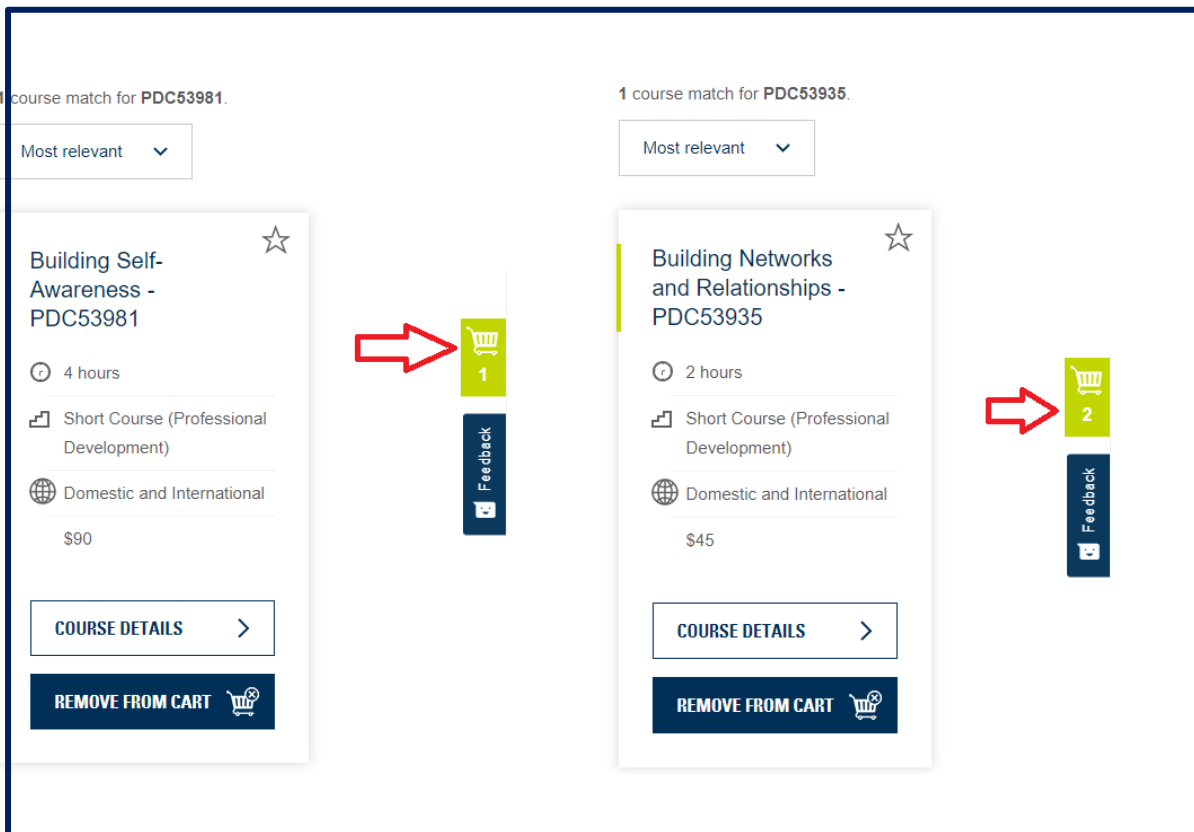 1 course match for PDC53981.
Most relevant
Building Self-
Awareness -
PDC53981
4 hours
Short Course (Professional
Development)
Domestic and International
$90
COURSE DETAILS
REMOVE FROM CART
1
Feedback
1 course match for PDC53935.
Most relevant
Building Networks
and Relationships -
PDC53935
2 hours
Short Course (Professional
Development)
Domestic and International
$45
COURSE DETAILS
REMOVE FROM CART
2
Feedback